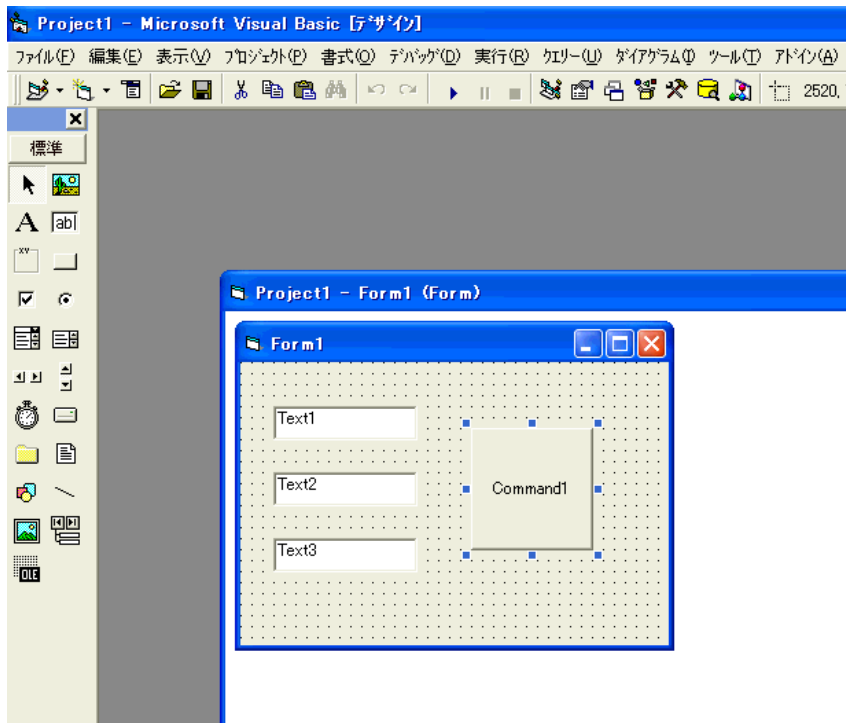 Project1 - Microsoft Visual Basic [ﾃﾞｻﾞｲﾝ]
ﾌｧｲﾙ(F) 編集(E) 表示(V) ﾌﾟﾛｼﾞｪｸﾄ(P) 書式(O) ﾃﾞﾊﾞｯｸﾞ(D) 実行(R) ｸｴﾘｰ(U) ﾀﾞｲｱｸﾞﾗﾑ(I) ﾂｰﾙ(T) ｱﾄﾞｲﾝ(A)
2520,
標準
A ab|
XY
OLE
Project1 - Form1 (Form)
Form1
Text1
Text2
Command1
Text3